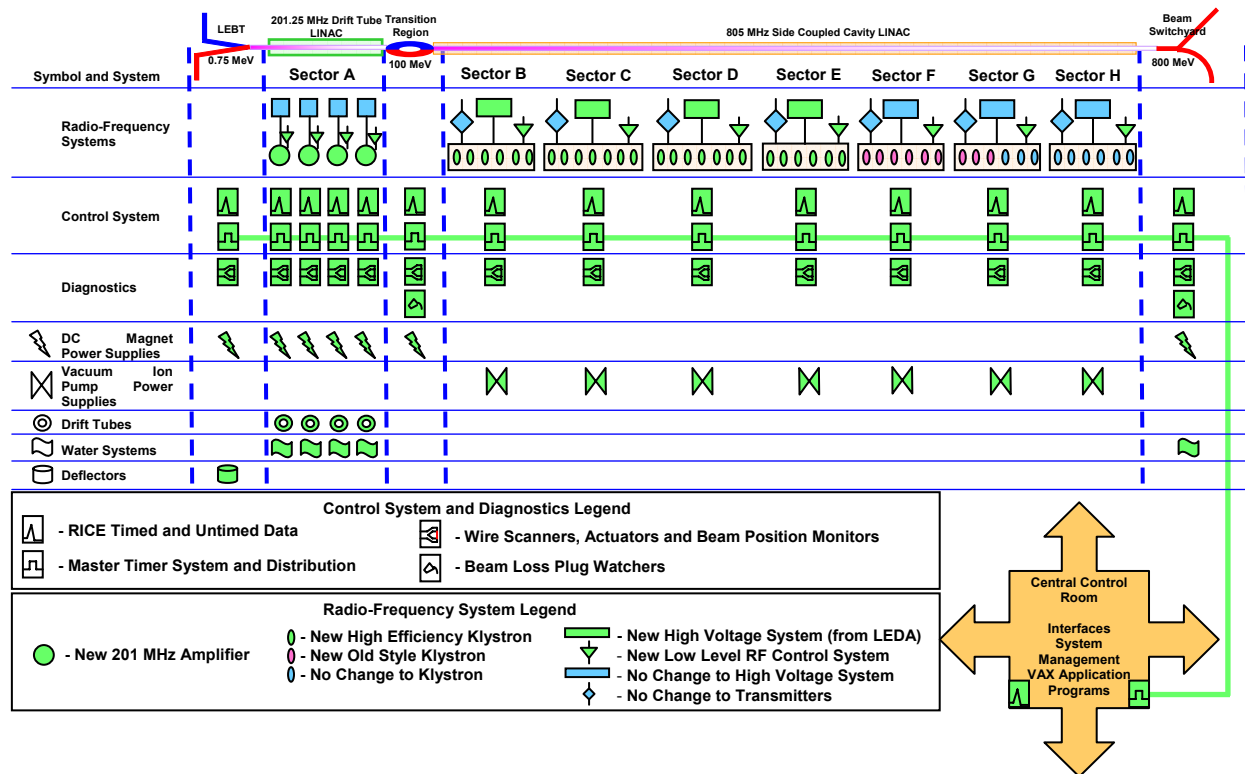 LEBT
201.25 MHz Drift Tube
LINAC
Transition
Region
805 MHz Side Coupled Cavity LINAC
Beam
Switchyard
0.75 MeV
100 MeV
800 MeV
Symbol and System
Sector A
Sector B
Sector C
Sector D
Sector E
Sector F
Sector G
Sector H
Radio-Frequency
Systems
Control System
Diagnostics
DC Magnet
Power Supplies
Vacuum Ion
Pump Power
Supplies
Drift Tubes
Water Systems
Deflectors
Control System and Diagnostics Legend
- RICE Timed and Untimed Data
- Wire Scanners, Actuators and Beam Position Monitors
- Master Timer System and Distribution
- Beam Loss Plug Watchers
Radio-Frequency System Legend
- New 201 MHz Amplifier
- New High Efficiency Klystron
- New Old Style Klystron
- No Change to Klystron
- New High Voltage System (from LEDA)
- New Low Level RF Control System
- No Change to High Voltage System
- No Change to Transmitters
Central Control
Room
Interfaces
System
Management
VAX Application
Programs